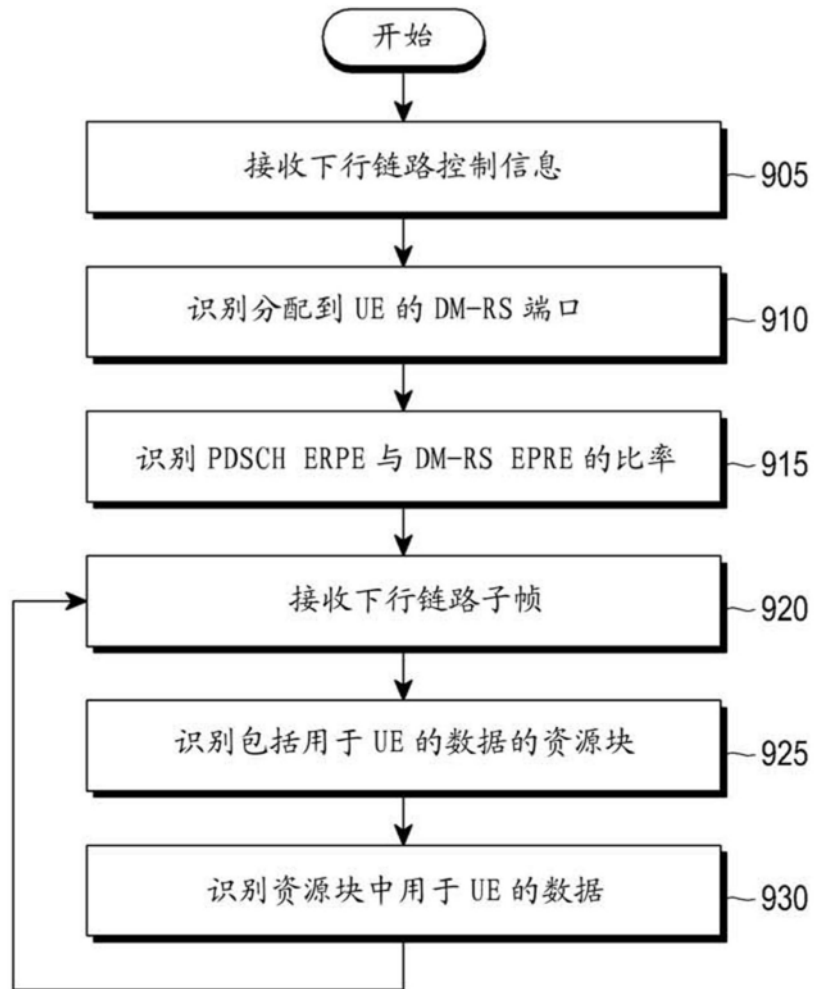 开始
接收下行链路控制信息
905
识别分配到 UE 的 DM-RS 端口
910
识别 PDSCH ERPE 与 DM-RS EPRE 的比率
915
接收下行链路子帧
920
识别包括用于 UE 的数据的资源块
925
识别资源块中用于 UE 的数据
930